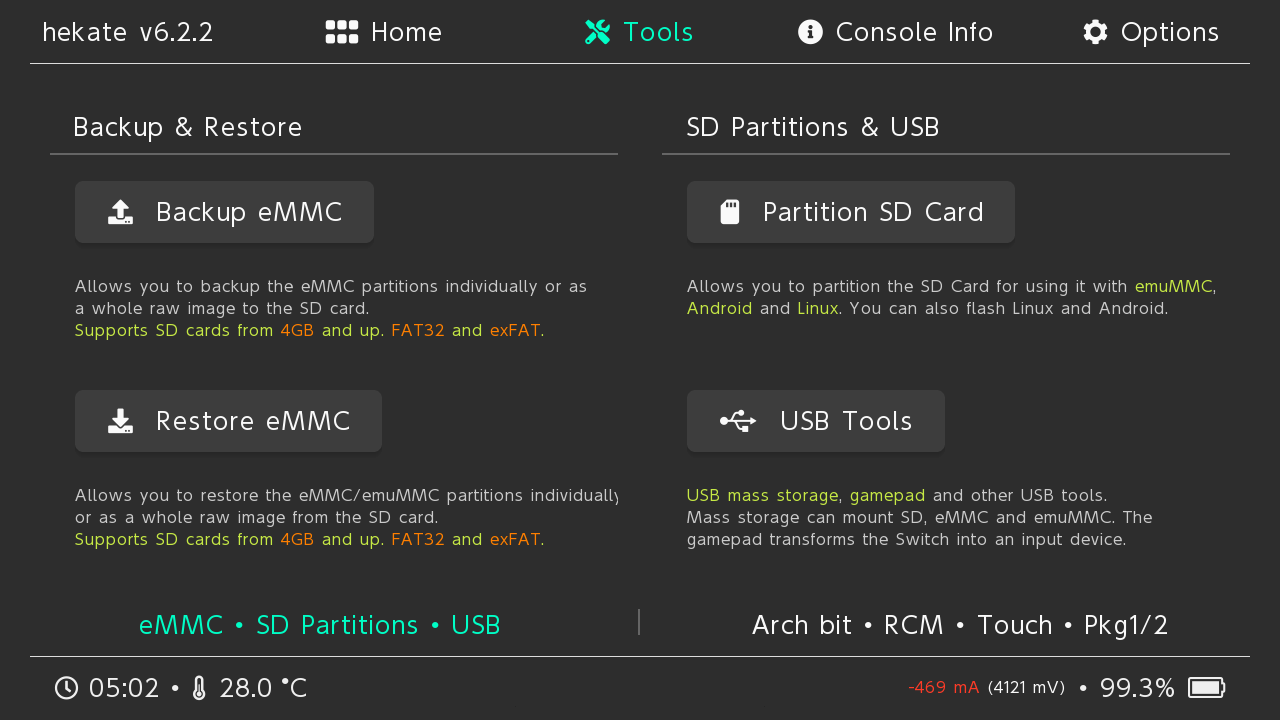 hekate v6.2.2
Home
Tools
Console Info
Options
Backup & Restore
Backup eMMC
Allows you to backup the eMMC partitions individually or as
a whole raw image to the SD card.
Supports SD cards from 4GB and up. FAT32 and exFAT.
Restore eMMC
Allows you to restore the eMMC/emuMMC partitions individually
or as a whole raw image from the SD card.
Supports SD cards from 4GB and up. FAT32 and exFAT.
SD Partitions & USB
Partition SD Card
Allows you to partition the SD Card for using it with emuMMC,
Android and Linux. You can also flash Linux and Android.
USB Tools
USB mass storage, gamepad and other USB tools.
Mass storage can mount SD, eMMC and emuMMC. The
gamepad transforms the Switch into an input device.
eMMC • SD Partitions • USB
Arch bit • RCM • Touch • Pkg1/2
05:02 • 28.0 °C
-469 mA (4121 mV) • 99.3%